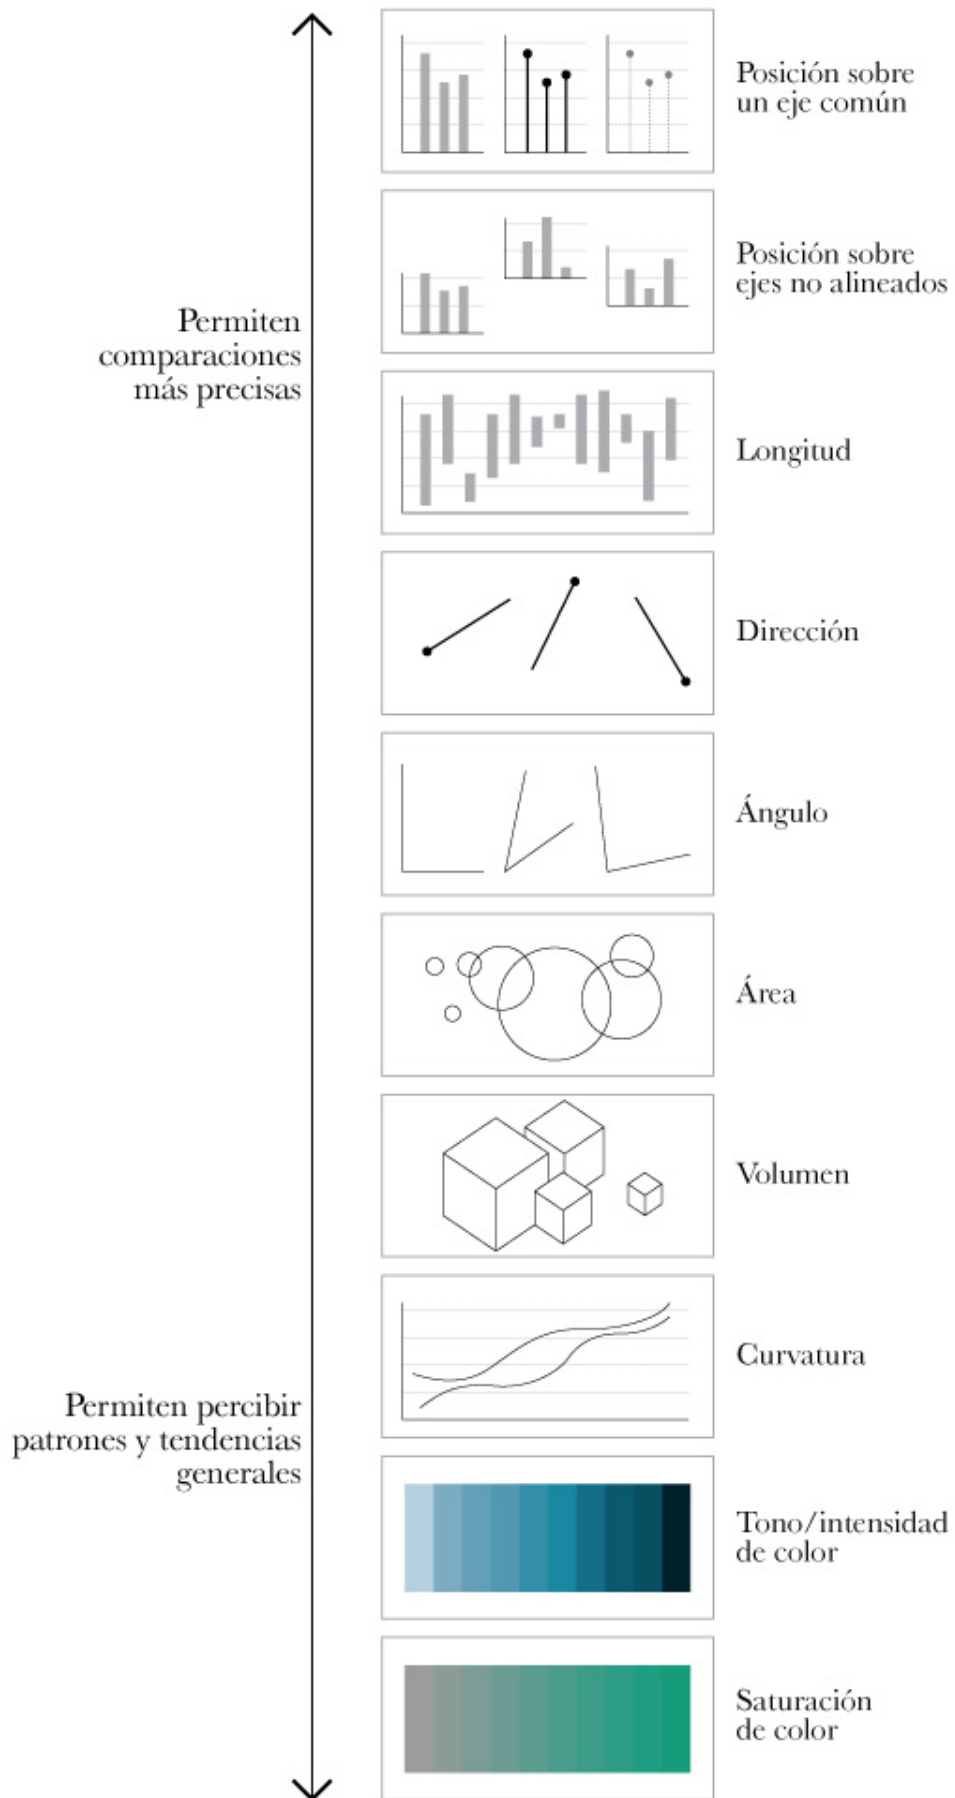 Posición sobre
un eje común
Posición sobre
ejes no alineados
Permiten
comparaciones
más precisas
Longitud
Dirección
Ángulo
Área
Volumen
Curvatura
Permiten percibir
patrones y tendencias
generales
Tono/intensidad
de color
Saturación
de color